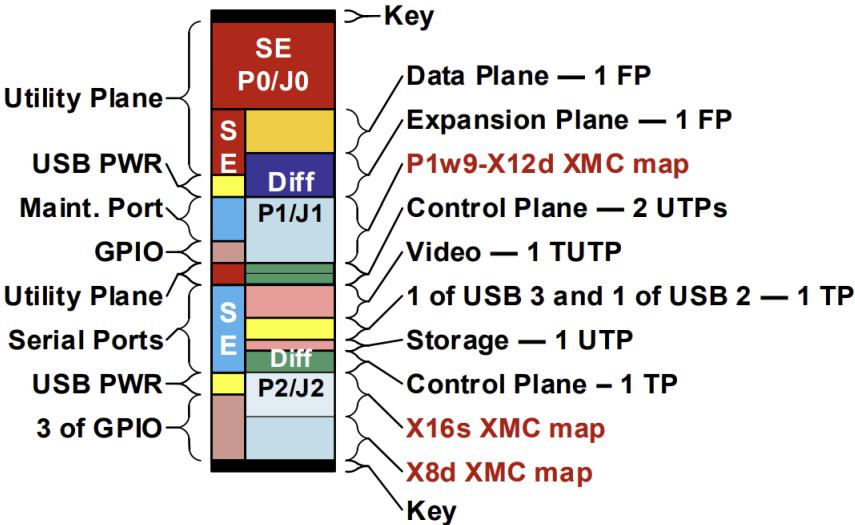 Key
SE
P0/J0
Utility Plane
Data Plane — 1 FP
Expansion Plane — 1 FP
S
E
USB PWR
P1w9-X12d XMC map
Diff
Maint. Port
P1/J1
Control Plane — 2 UTPs
GPIO
Video — 1 TUTP
Utility Plane
1 of USB 3 and 1 of USB 2 — 1 TP
S
E
Serial Ports
Storage — 1 UTP
Diff
USB PWR
P2/J2
Control Plane – 1 TP
3 of GPIO
X16s XMC map
X8d XMC map
Key